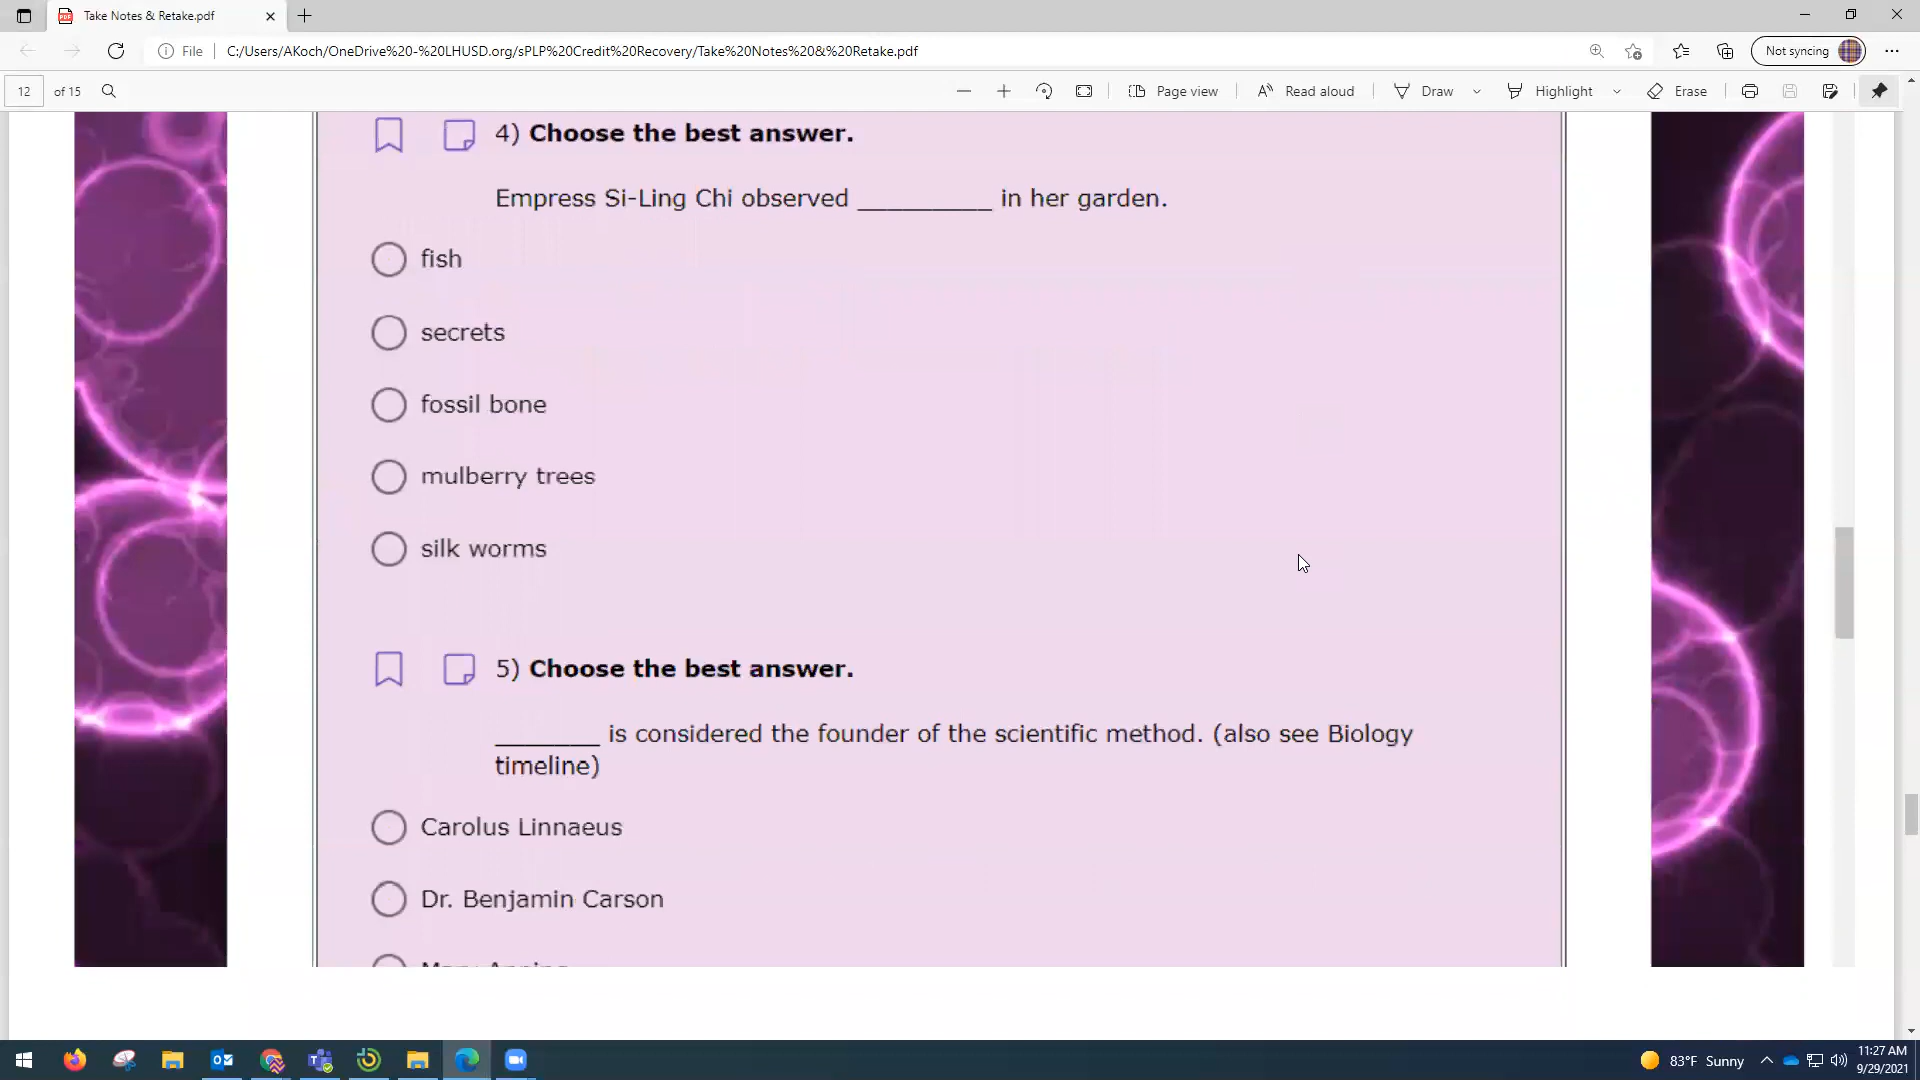 Take Notes & Retake.pdf
File C:/Users/AKoch/OneDrive%20-%20LHUSD.org/sPLP%20Credit%20Recovery/Take%20Notes%20&%20Retake.pdf Not syncing
12 of 15 Page view Read aloud Draw Highlight Erase
4) Choose the best answer.
Empress Si-Ling Chi observed __________ in her garden.
fish
secrets
fossil bone
mulberry trees
silk worms
5) Choose the best answer.
________ is considered the founder of the scientific method. (also see Biology
timeline)
Carolus Linnaeus
Dr. Benjamin Carson
83°F Sunny
11:27 AM
9/29/2021